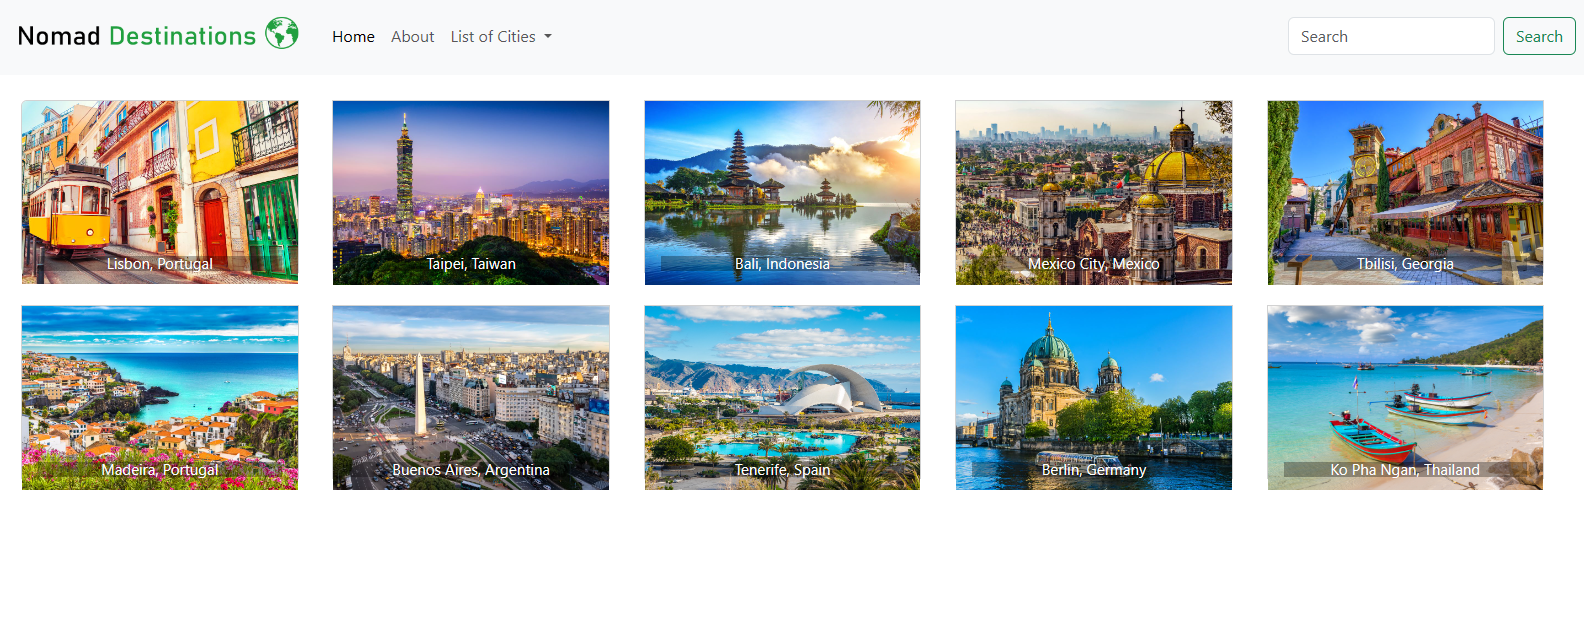 Nomad Destinations
Home
About
List of Cities
Search
Search
Lisbon, Portugal
Taipei, Taiwan
Bali, Indonesia
Mexico City, Mexico
Tbilisi, Georgia
Madeira, Portugal
Buenos Aires, Argentina
Tenerife, Spain
Berlin, Germany
Ko Pha Ngan, Thailand